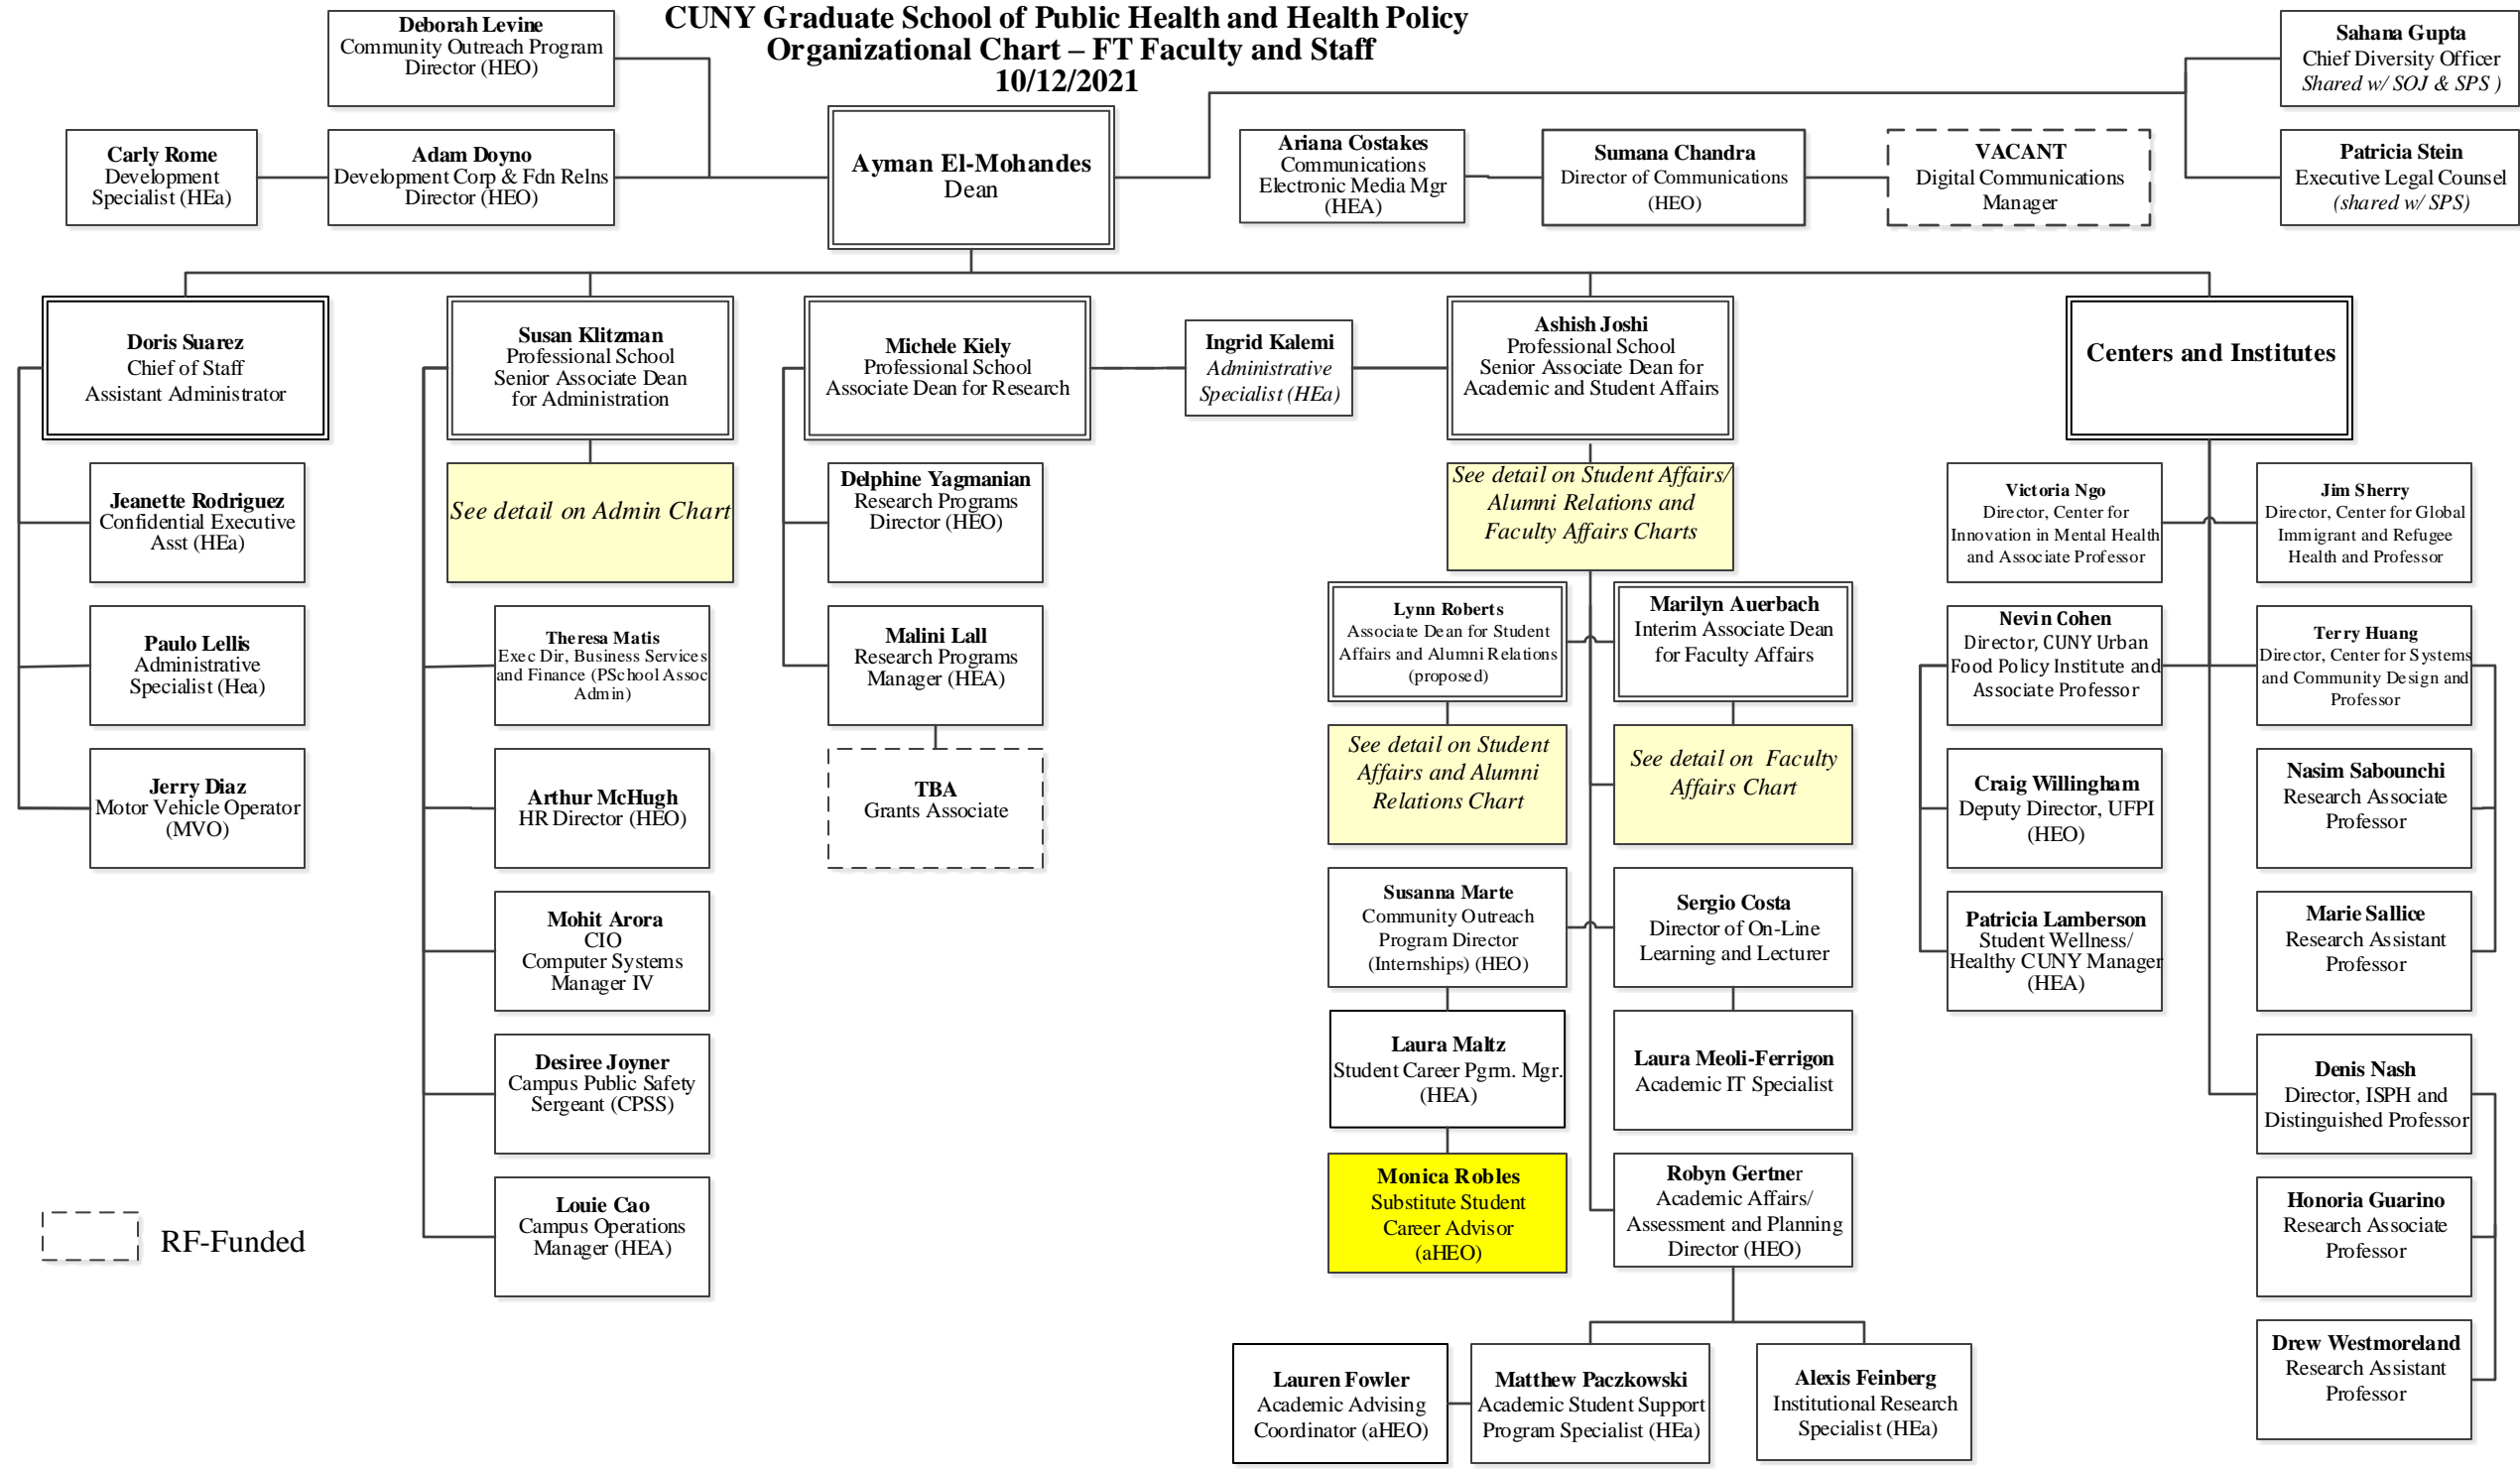 CUNY Graduate School of Public Health and Health Policy
Organizational Chart – FT Faculty and Staff
10/12/2021
Deborah Levine
Community Outreach Program
Director (HEO)
Carly Rome
Development
Specialist (HEa)
Adam Doyno
Development Corp & Fdn Relns
Director (HEO)
Ayman El-Mohandes
Dean
Ariana Costakes
Communications
Electronic Media Mgr
(HEA)
Sumana Chandra
Director of Communications
(HEO)
VACANT
Digital Communications
Manager
Sahana Gupta
Chief Diversity Officer
Shared w/ SOJ & SPS )
Patricia Stein
Executive Legal Counsel
(shared w/ SPS)
Doris Suarez
Chief of Staff
Assistant Administrator
Jeanette Rodriguez
Confidential Executive
Asst (HEa)
Paulo Lellis
Administrative
Specialist (Hea)
Jerry Diaz
Motor Vehicle Operator
(MVO)
RF-Funded
Susan Klitzman
Professional School
Senior Associate Dean
for Administration
See detail on Admin Chart
Theresa Matis
Exec Dir, Business Services
and Finance (PSchool Assoc
Admin)
Arthur McHugh
HR Director (HEO)
Mohit Arora
CIO
Computer Systems
Manager IV
Desiree Joyner
Campus Public Safety
Sergeant (CPSS)
Louie Cao
Campus Operations
Manager (HEA)
Michele Kiely
Professional School
Associate Dean for Research
Delphine Yagmanian
Research Programs
Director (HEO)
Malini Lall
Research Programs
Manager (HEA)
TBA
Grants Associate
Ingrid Kalemi
Administrative
Specialist (HEa)
Ashish Joshi
Professional School
Senior Associate Dean for
Academic and Student Affairs
See detail on Student Affairs/
Alumni Relations and
Faculty Affairs Charts
Lynn Roberts
Associate Dean for Student
Affairs and Alumni Relations
(proposed)
Marilyn Auerbach
Interim Associate Dean
for Faculty Affairs
See detail on Student
Affairs and Alumni
Relations Chart
See detail on  Faculty
Affairs Chart
Susanna Marte
Community Outreach
Program Director
(Internships) (HEO)
Sergio Costa
Director of On-Line
Learning and Lecturer
Laura Maltz
Student Career Pgrm. Mgr.
(HEA)
Laura Meoli-Ferrigon
Academic IT Specialist
Monica Robles
Substitute Student
Career Advisor
(aHEO)
Robyn Gertner
Academic Affairs/
Assessment and Planning
Director (HEO)
Lauren Fowler
Academic Advising
Coordinator (aHEO)
Matthew Paczkowski
Academic Student Support
Program Specialist (HEa)
Alexis Feinberg
Institutional Research
Specialist (HEa)
Centers and Institutes
Victoria Ngo
Director, Center for
Innovation in Mental Health
and Associate Professor
Jim Sherry
Director, Center for Global
Immigrant and Refugee
Health and Professor
Nevin Cohen
Director, CUNY Urban
Food Policy Institute and
Associate Professor
Terry Huang
Director, Center for Systems
and Community Design and
Professor
Craig Willingham
Deputy Director, UFPI
(HEO)
Nasim Sabounchi
Research Associate
Professor
Patricia Lamberson
Student Wellness/
Healthy CUNY Manager
(HEA)
Marie Sallice
Research Assistant
Professor
Denis Nash
Director, ISPH and
Distinguished Professor
Honoria Guarino
Research Associate
Professor
Drew Westmoreland
Research Assistant
Professor